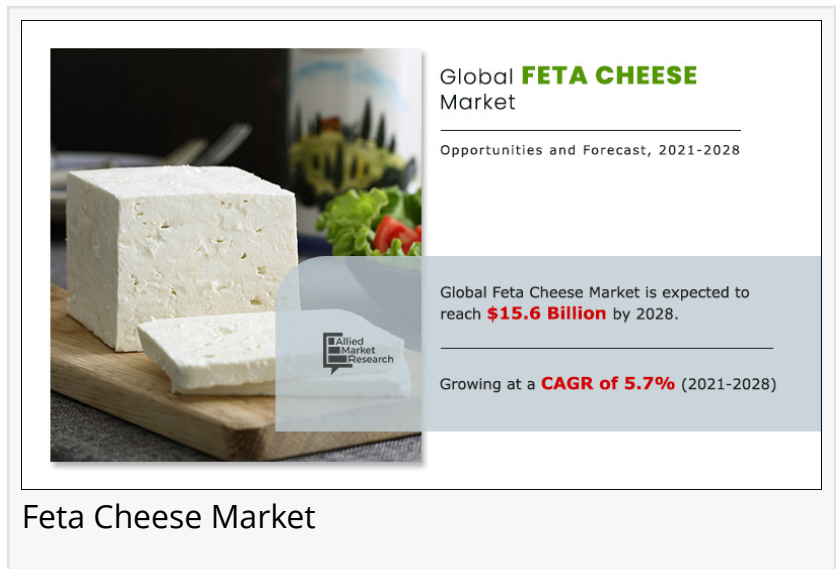 Global FETA CHEESE
Market
Opportunities and Forecast, 2021-2028
Global Feta Cheese Market is expected to
reach $15.6 Billion by 2028.
Allied
Market
Research
Growing at a CAGR of 5.7% (2021-2028)
Feta Cheese Market